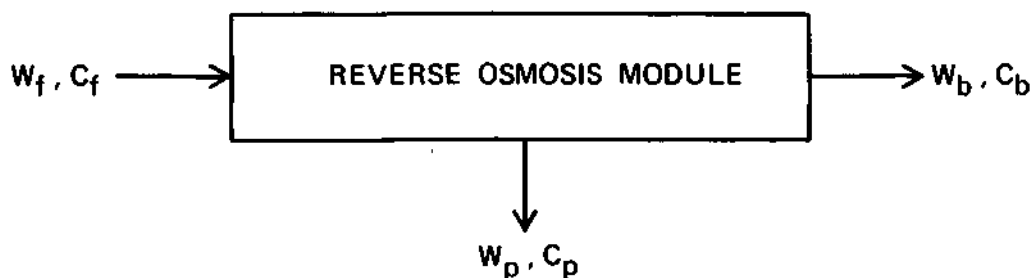 W_f, C_f
REVERSE OSMOSIS MODULE
W_b, C_b
W_p, C_p